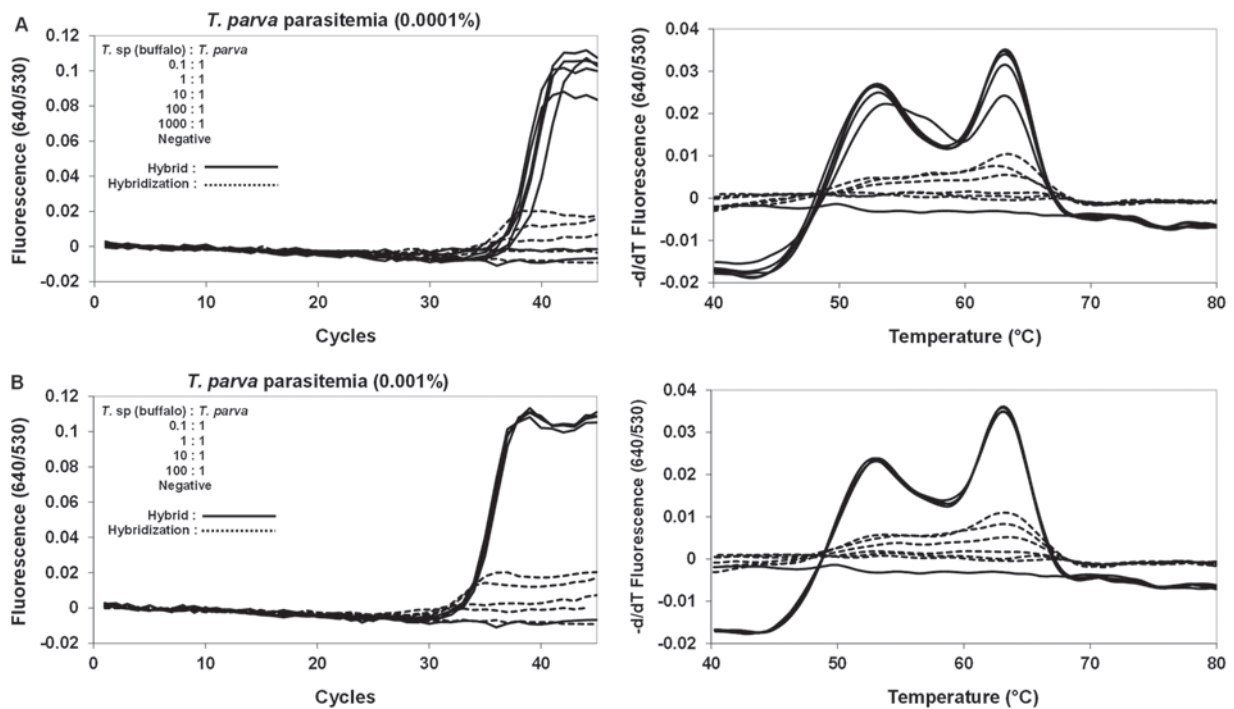 A
T. parva parasitemia (0.0001%)
T. sp (buffalo) : T. parva
0.1 : 1
1 : 1
10 : 1
100 : 1
1000 : 1
Negative
Hybrid :
Hybridization :
Fluorescence (640/530)
0.12
0.1
0.08
0.06
0.04
0.02
0
-0.02
0 10 20 30 40
Cycles
-d/dT Fluorescence (640/530)
0.04
0.03
0.02
0.01
0
-0.01
-0.02
40 50 60 70 80
Temperature (°C)
B
T. parva parasitemia (0.001%)
T. sp (buffalo) : T. parva
0.1 : 1
1 : 1
10 : 1
100 : 1
Negative
Hybrid :
Hybridization :
Fluorescence (640/530)
0.12
0.1
0.08
0.06
0.04
0.02
0
-0.02
0 10 20 30 40
Cycles
-d/dT Fluorescence (640/530)
0.04
0.03
0.02
0.01
0
-0.01
-0.02
40 50 60 70 80
Temperature (°C)